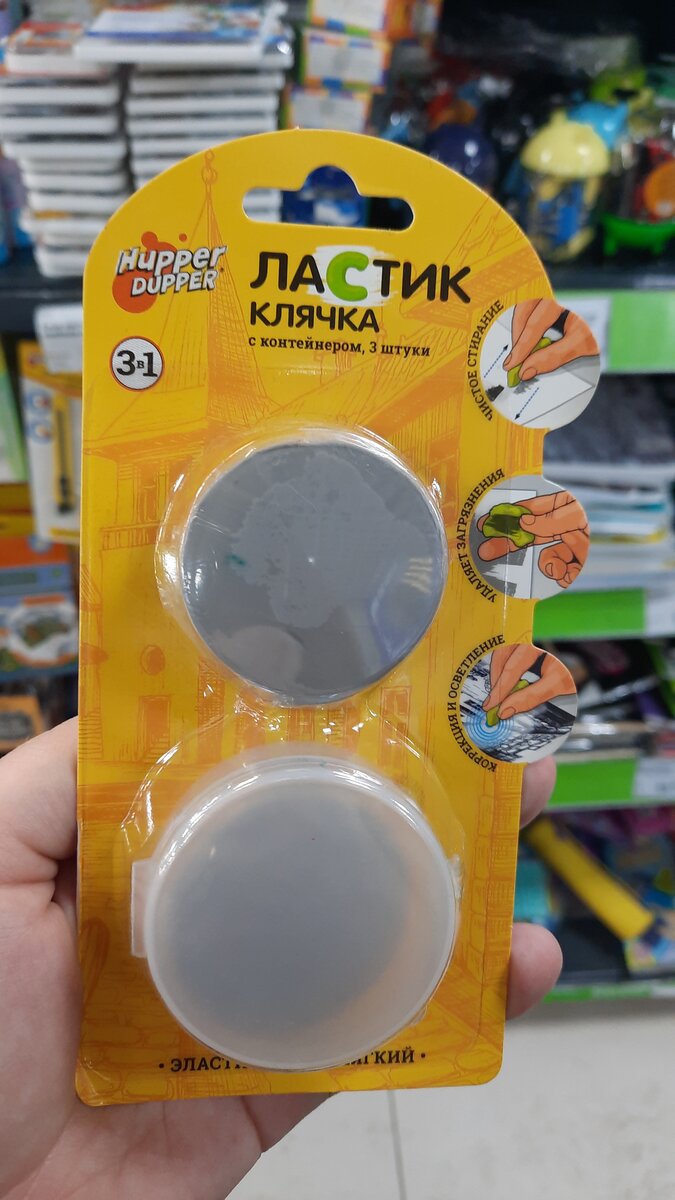 Hupper
DUPPER
ЛАСТИК
КЛЯЧКА
с контейнером, 3 штуки
3в1
ЧИСТОЕ СТИРАНИЕ
УДАЛЯЕТ ЗАГРЯЗНЕНИЯ
КОРРЕКЦИЯ И ОСВЕТЛЕНИЕ